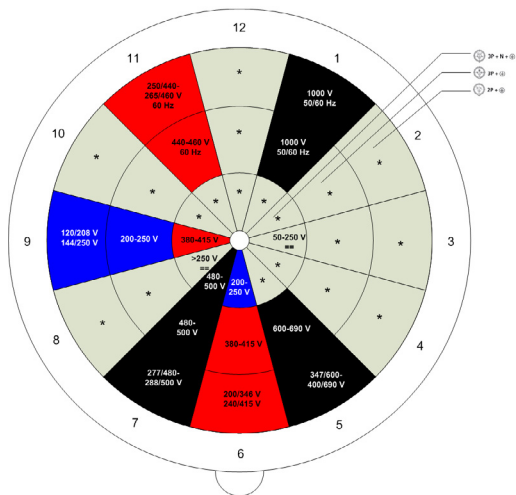 12
11
1
250/440-
265/460 V
60 Hz
*
1000 V
50/60 Hz
3P + N +
3P +
2P +
10
440-460 V
60 Hz
*
1000 V
50/60 Hz
*
2
*
*
*
*
*
*
*
*
*
*
9
120/208 V
144/250 V
200-250 V
380-415 V
50-250 V
==
*
*
3
>250 V
==
480-
500 V
200-
250 V
*
*
8
*
*
480-
500 V
380-415 V
600-690 V
*
*
4
277/480-
288/500 V
200/346 V
240/415 V
347/600-
400/690 V
7
6
5